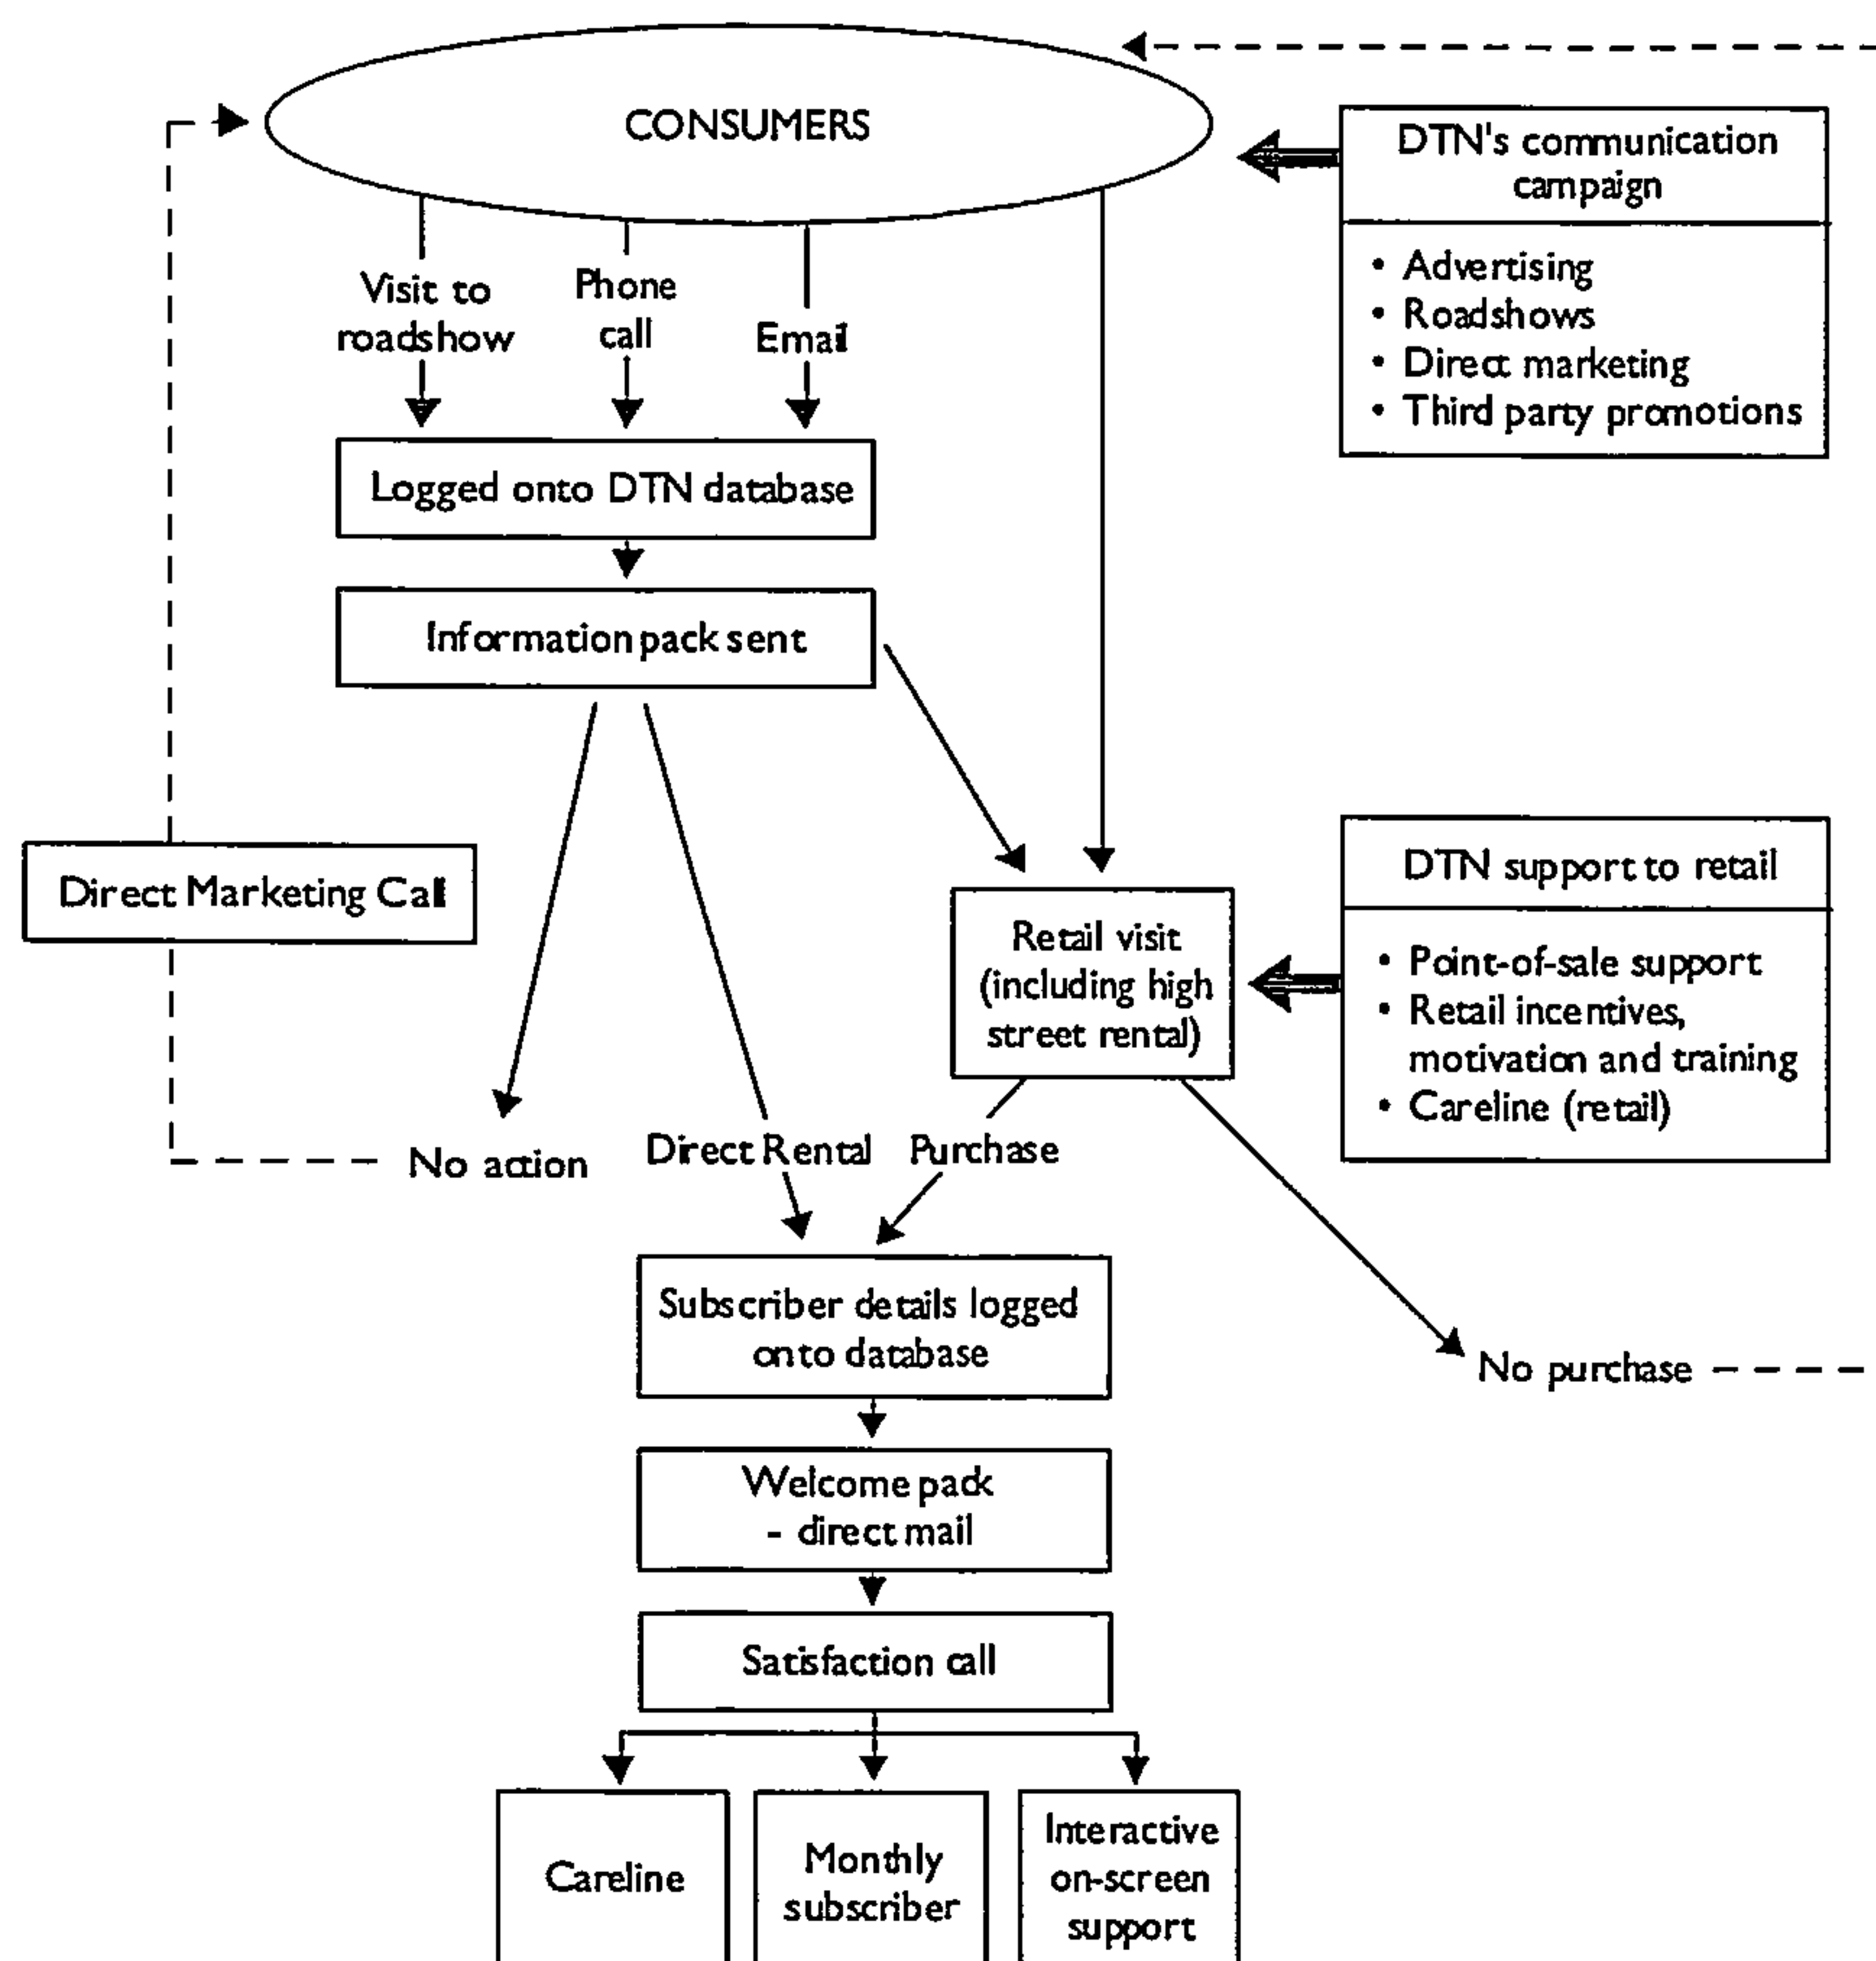 CONSUMERS
DTN's communication
campaign
• Advertising
• Roadshows
• Direct marketing
• Third party promotions
Visit to
roadshow
Phone
call
Email
Logged onto DTN database
Information pack sent
Direct Marketing Call
Retail visit
(including high
street rental)
DTN support to retail
• Point-of-sale support
• Retail incentives,
motivation and training
• Careline (retail)
No action
Direct Rental
Purchase
Subscriber details logged
onto database
No purchase
Welcome pack
- direct mail
Satisfaction call
Careline
Monthly
subscriber
Interactive
on-screen
support